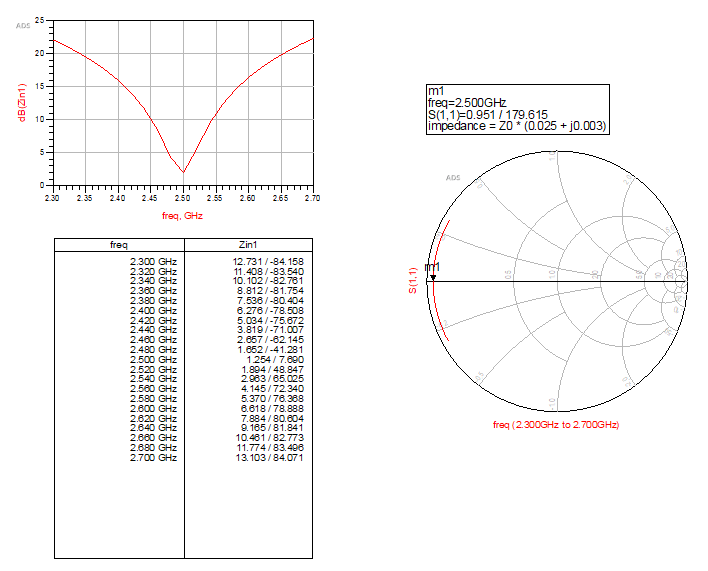 ADS
25
20
15
10
5
0
dB(Zin1)
2.30 2.35 2.40 2.45 2.50 2.55 2.60 2.65 2.70
freq, GHz
freq Zin1
2.300 GHz 12.731 / -84.158
2.320 GHz 11.408 / -83.540
2.340 GHz 10.102 / -82.761
2.360 GHz 8.812 / -81.754
2.380 GHz 7.536 / -80.404
2.400 GHz 6.276 / -78.508
2.420 GHz 5.034 / -75.672
2.440 GHz 3.819 / -71.007
2.460 GHz 2.657 / -62.145
2.480 GHz 1.652 / -41.281
2.500 GHz 1.254 / 7.690
2.520 GHz 1.894 / 48.847
2.540 GHz 2.963 / 65.025
2.560 GHz 4.145 / 72.340
2.580 GHz 5.370 / 76.368
2.600 GHz 6.618 / 78.888
2.620 GHz 7.884 / 80.604
2.640 GHz 9.165 / 81.841
2.660 GHz 10.461 / 82.773
2.680 GHz 11.774 / 83.496
2.700 GHz 13.103 / 84.071
m1
freq=2.500GHz
S(1,1)=0.951 / 179.615
impedance = Z0 * (0.025 + j0.003)
ADS
m1
S(1,1)
freq (2.300GHz to 2.700GHz)